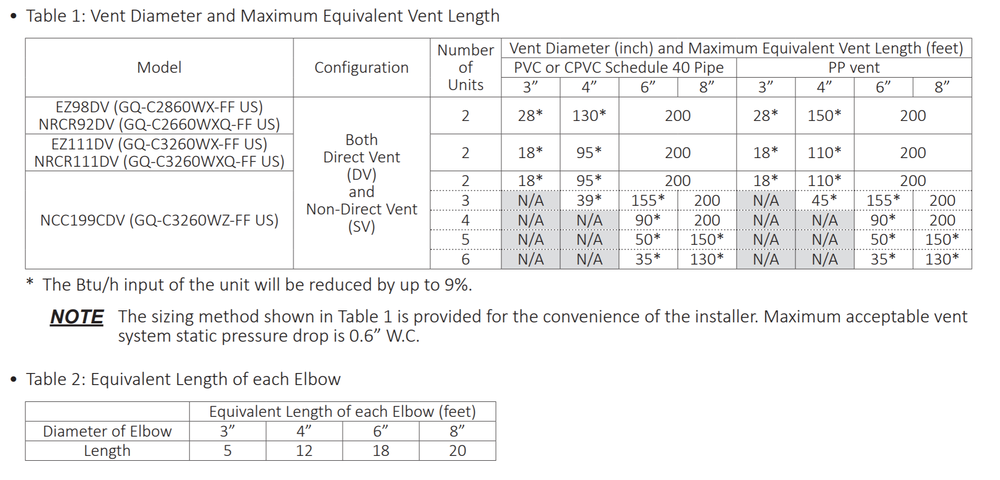 • Table 1: Vent Diameter and Maximum Equivalent Vent Length
Model Configuration Number of Units Vent Diameter (inch) and Maximum Equivalent Vent Length (feet)
PVC or CPVC Schedule 40 Pipe PP vent
3” 4” 6” 8” 3” 4” 6” 8”
EZ98DV (GQ-C2860WX-FF US)
NRCR92DV (GQ-C2660WXQ-FF US)
Both
Direct Vent
(DV)
and
Non-Direct Vent
(SV)
2 28* 130* 200 28* 150* 200
EZ111DV (GQ-C3260WX-FF US)
NRCR111DV (GQ-C3260WXQ-FF US)
2 18* 95* 200 18* 110* 200
NCC199CDV (GQ-C3260WZ-FF US)
2 18* 95* 200 18* 110* 200
3 N/A 39* 155* 200 N/A 45* 155* 200
4 N/A N/A 90* 200 N/A N/A 90* 200
5 N/A N/A 50* 150* N/A N/A 50* 150*
6 N/A N/A 35* 130* N/A N/A 35* 130*
* The Btu/h input of the unit will be reduced by up to 9%.
NOTE The sizing method shown in Table 1 is provided for the convenience of the installer. Maximum acceptable vent
system static pressure drop is 0.6” W.C.
• Table 2: Equivalent Length of each Elbow
Equivalent Length of each Elbow (feet)
Diameter of Elbow 3” 4” 6” 8”
Length 5 12 18 20